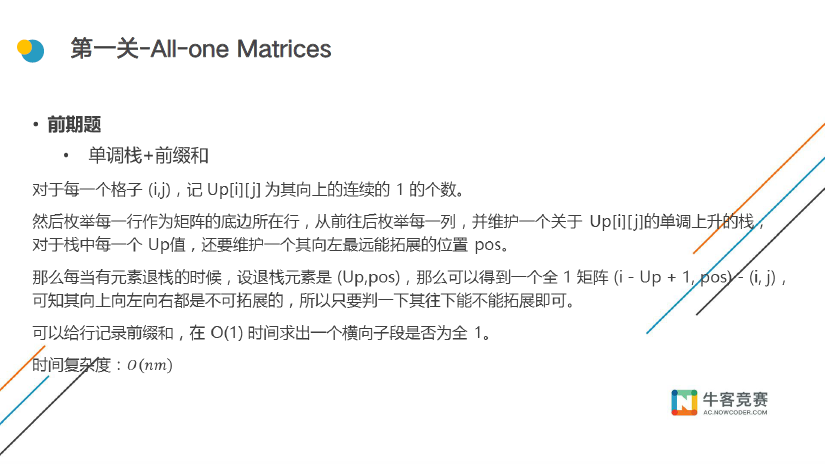 第一关-All-one Matrices
• 前期题
• 单调栈+前缀和
对于每一个格子 (i,j)，记 Up[i][j] 为其向上的连续的 1 的个数。
然后枚举每一行作为矩阵的底边所在行，从前往后枚举每一列，并维护一个关于 Up[i][j]的单调上升的栈，
对于栈中每一个 Up值，还要维护一个其向左最远能拓展的位置 pos。
那么每当有元素退栈的时候，设退栈元素是 (Up,pos)，那么可以得到一个全 1 矩阵 (i - Up + 1, pos) - (i, j)，
可知其向上向左向右都是不可拓展的，所以只要判一下其往下能不能拓展即可。
可以给行记录前缀和，在 O(1) 时间求出一个横向子段是否为全 1。
时间复杂度：O(nm)
牛客竞赛
AC.NOWCODER.COM